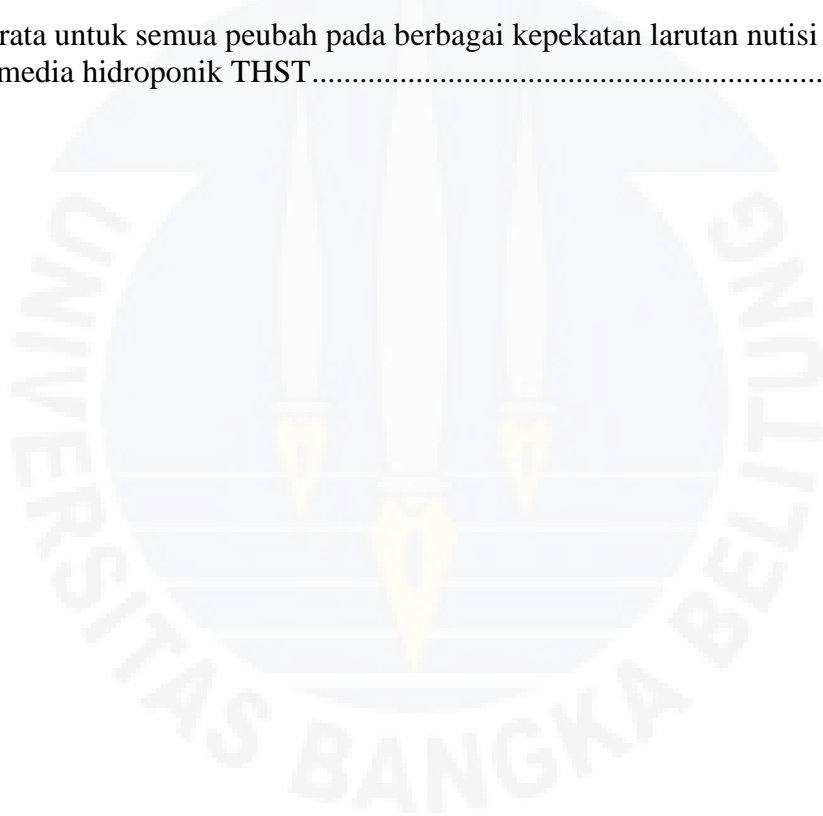 rata untuk semua peubah pada berbagai kepekatan larutan nutisi
media hidroponik THST................................................................
UNIVERSITAS BANGKA BELITUNG